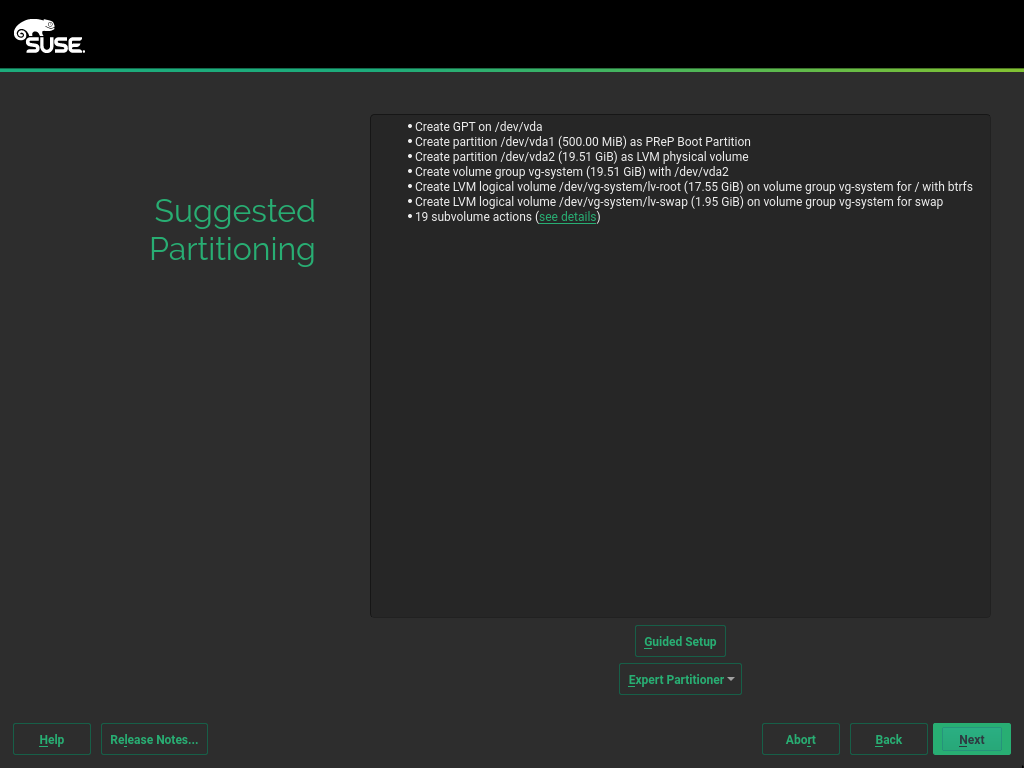 SUSE.
Suggested
Partitioning
• Create GPT on /dev/vda
• Create partition /dev/vda1 (500.00 MiB) as PReP Boot Partition
• Create partition /dev/vda2 (19.51 GiB) as LVM physical volume
• Create volume group vg-system (19.51 GiB) with /dev/vda2
• Create LVM logical volume /dev/vg-system/lv-root (17.55 GiB) on volume group vg-system for / with btrfs
• Create LVM logical volume /dev/vg-system/lv-swap (1.95 GiB) on volume group vg-system for swap
• 19 subvolume actions (see details)
Guided Setup
Expert Partitioner
Help Release Notes... Abort Back Next